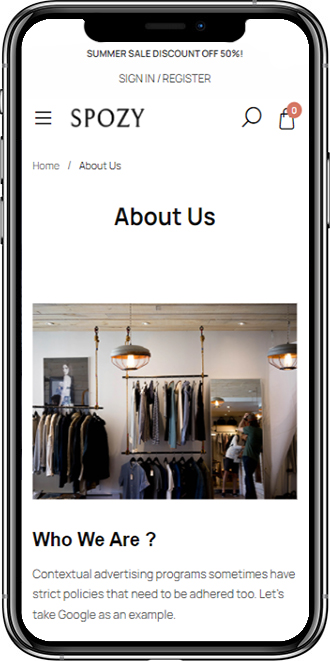 SUMMER SALE DISCOUNT OFF 50%!
SIGN IN / REGISTER
SPOZY
0
Home / About Us
About Us
Who We Are ?
Contextual advertising programs sometimes have
strict policies that need to be adhered too. Let's
take Google as an example.